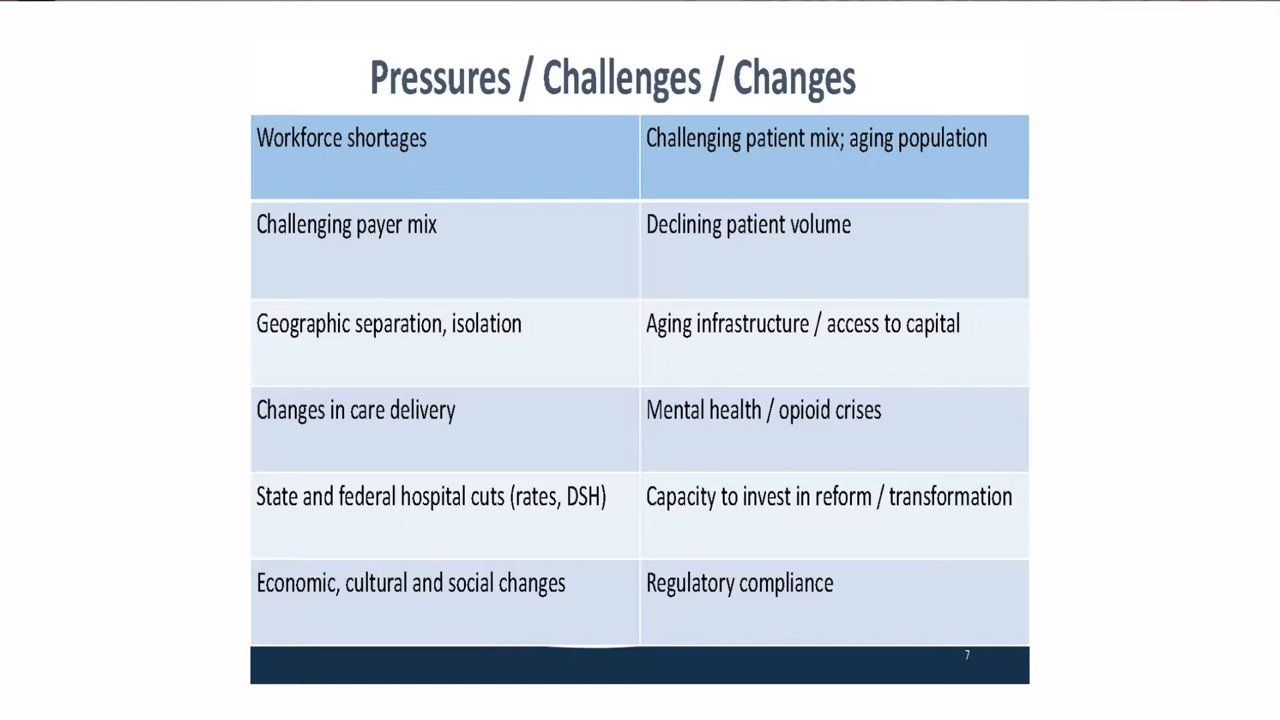 Pressures / Challenges / Changes
Workforce shortages
Challenging patient mix; aging population
Challenging payer mix
Declining patient volume
Geographic separation, isolation
Aging infrastructure / access to capital
Changes in care delivery
Mental health / opioid crises
State and federal hospital cuts (rates, DSH)
Capacity to invest in reform / transformation
Economic, cultural and social changes
Regulatory compliance
7